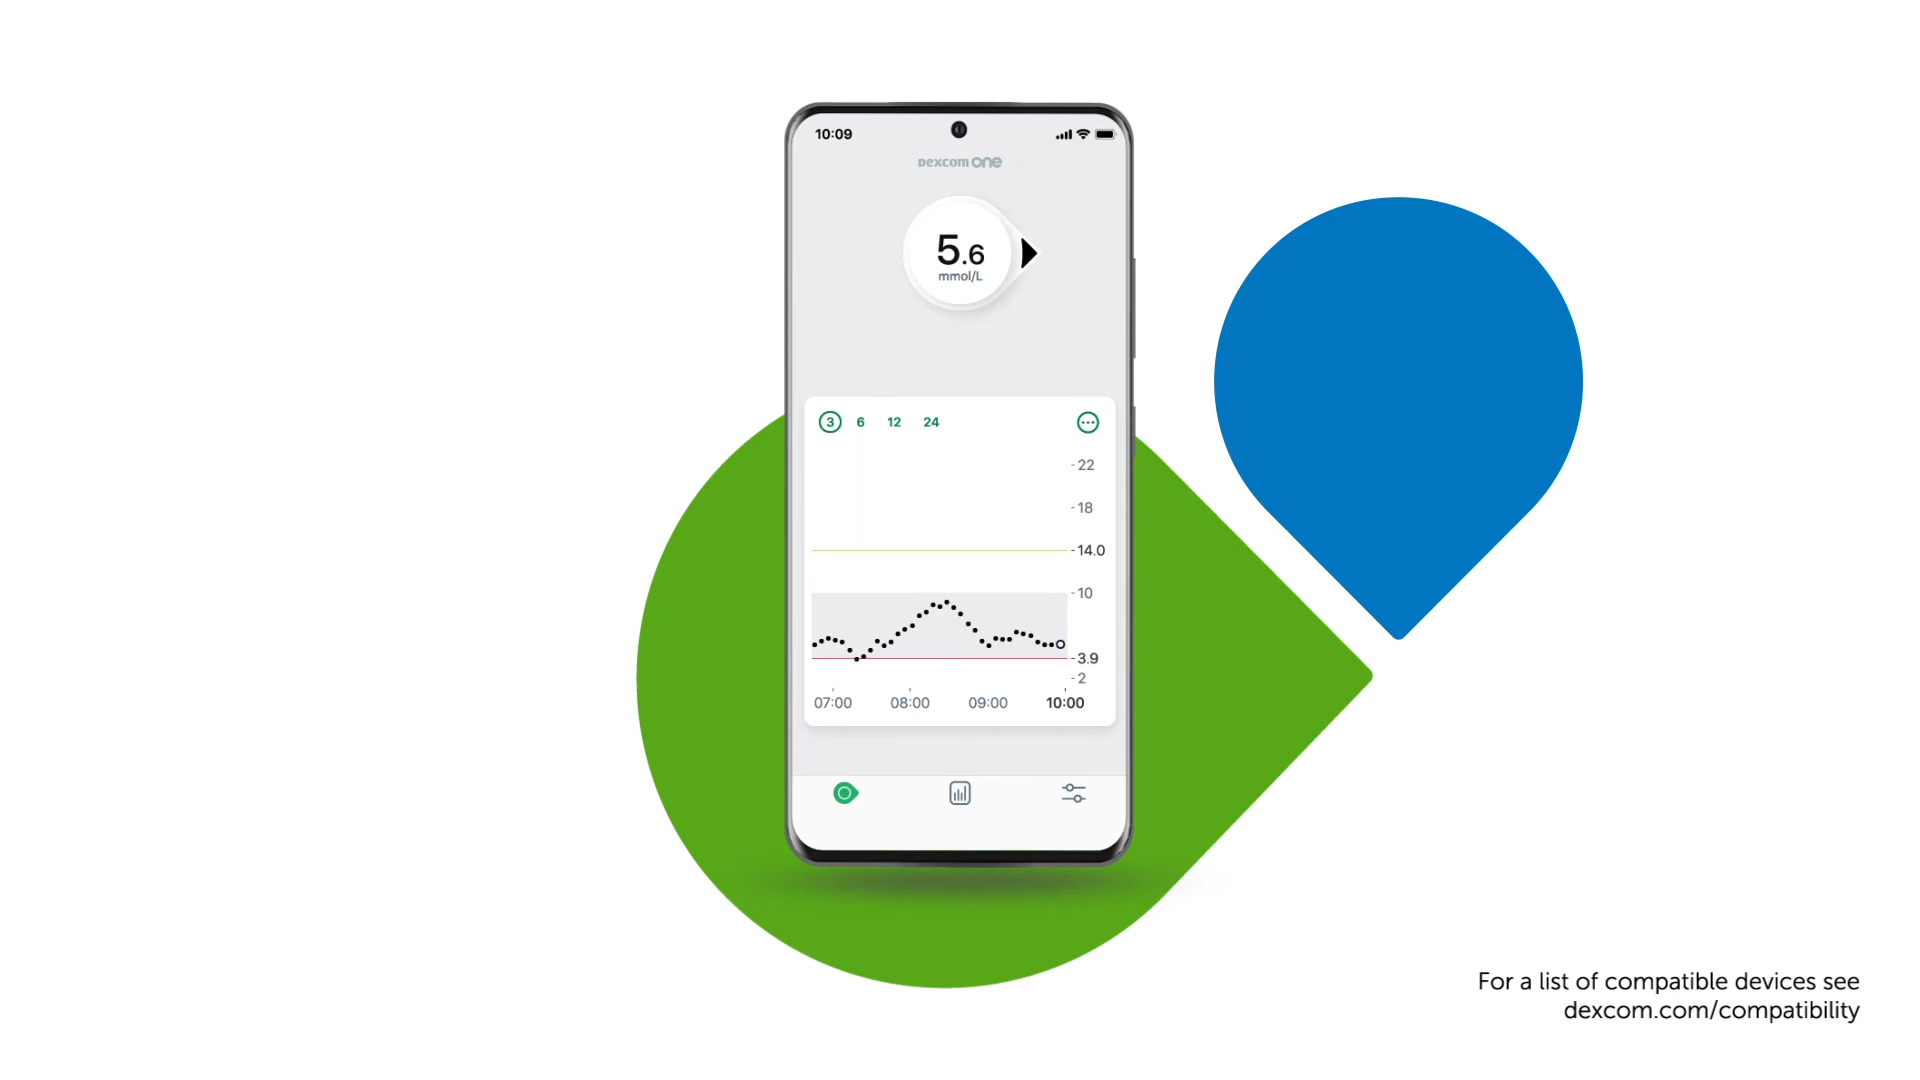 10:09
Dexcom ONE
5.6
mmol/L
3 6 12 24
22
18
14.0
10
3.9
2
07:00 08:00 09:00 10:00
For a list of compatible devices see
dexcom.com/compatibility